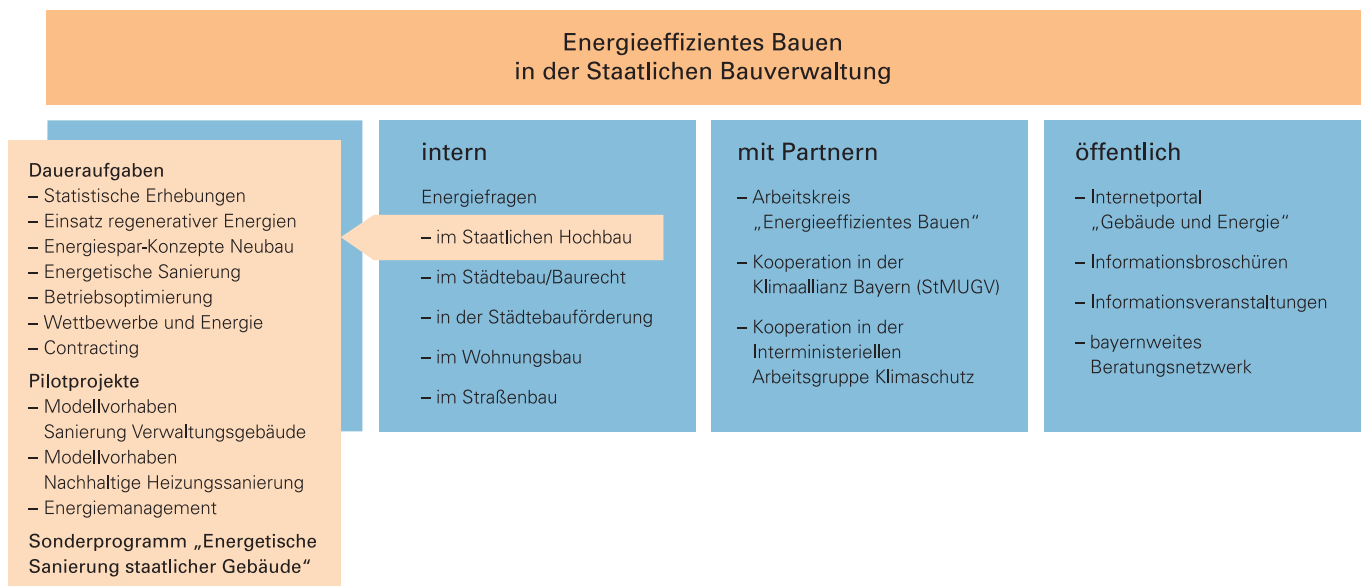 Energieeffizientes Bauen
in der Staatlichen Bauverwaltung
Daueraufgaben
– Statistische Erhebungen
– Einsatz regenerativer Energien
– Energiespar-Konzepte Neubau
– Energetische Sanierung
– Betriebsoptimierung
– Wettbewerbe und Energie
– Contracting
Pilotprojekte
– Modellvorhaben
Sanierung Verwaltungsgebäude
– Modellvorhaben
Nachhaltige Heizungssanierung
– Energiemanagement
Sonderprogramm „Energetische
Sanierung staatlicher Gebäude“
intern
Energiefragen
– im Staatlichen Hochbau
– im Städtebau/Baurecht
– in der Städtebauförderung
– im Wohnungsbau
– im Straßenbau
mit Partnern
– Arbeitskreis
„Energieeffizientes Bauen“
– Kooperation in der
Klimaallianz Bayern (StMUGV)
– Kooperation in der
Interministeriellen
Arbeitsgruppe Klimaschutz
öffentlich
– Internetportal
„Gebäude und Energie“
– Informationsbroschüren
– Informationsveranstaltungen
– bayernweites
Beratungsnetzwerk